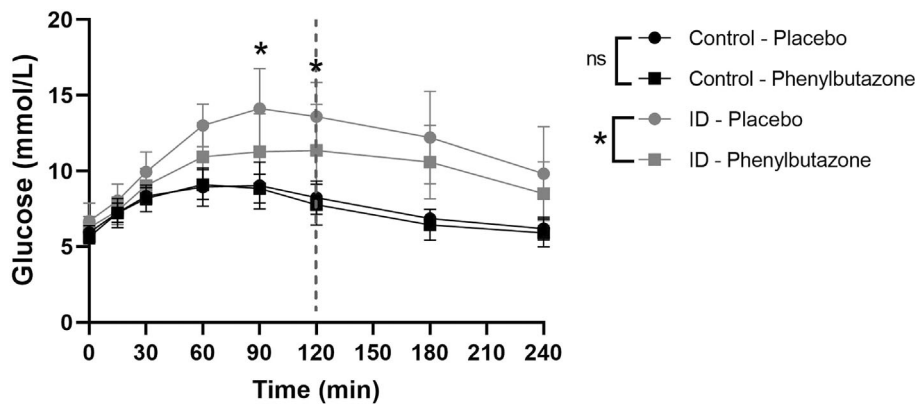 Glucose (mmol/L)
20
15
10
5
0
*
*
0 30 60 90 120 150 180 210 240
Time (min)
ns
Control - Placebo
Control - Phenylbutazone
*
ID - Placebo
ID - Phenylbutazone